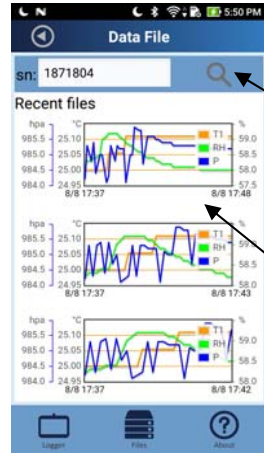 5:50 PM
Data File
sn: 1871804
Recent files
hpa °C %
985.5 25.10 59.0
985.0 25.05 58.5
984.5 25.00 58.0
984.0 24.95 57.5
T1
RH
P
8/8 17:37 8/8 17:48
hpa °C %
985.5 25.10
985.0 25.05 58.5
984.5 25.00
984.0 24.95 58.0
T1
RH
P
8/8 17:37 8/8 17:43
hpa °C %
985.5 25.10
985.0 25.05 59.0
984.5 25.00 58.5
984.0 24.95
T1
RH
P
8/8 17:37 8/8 17:42
Logger Files About